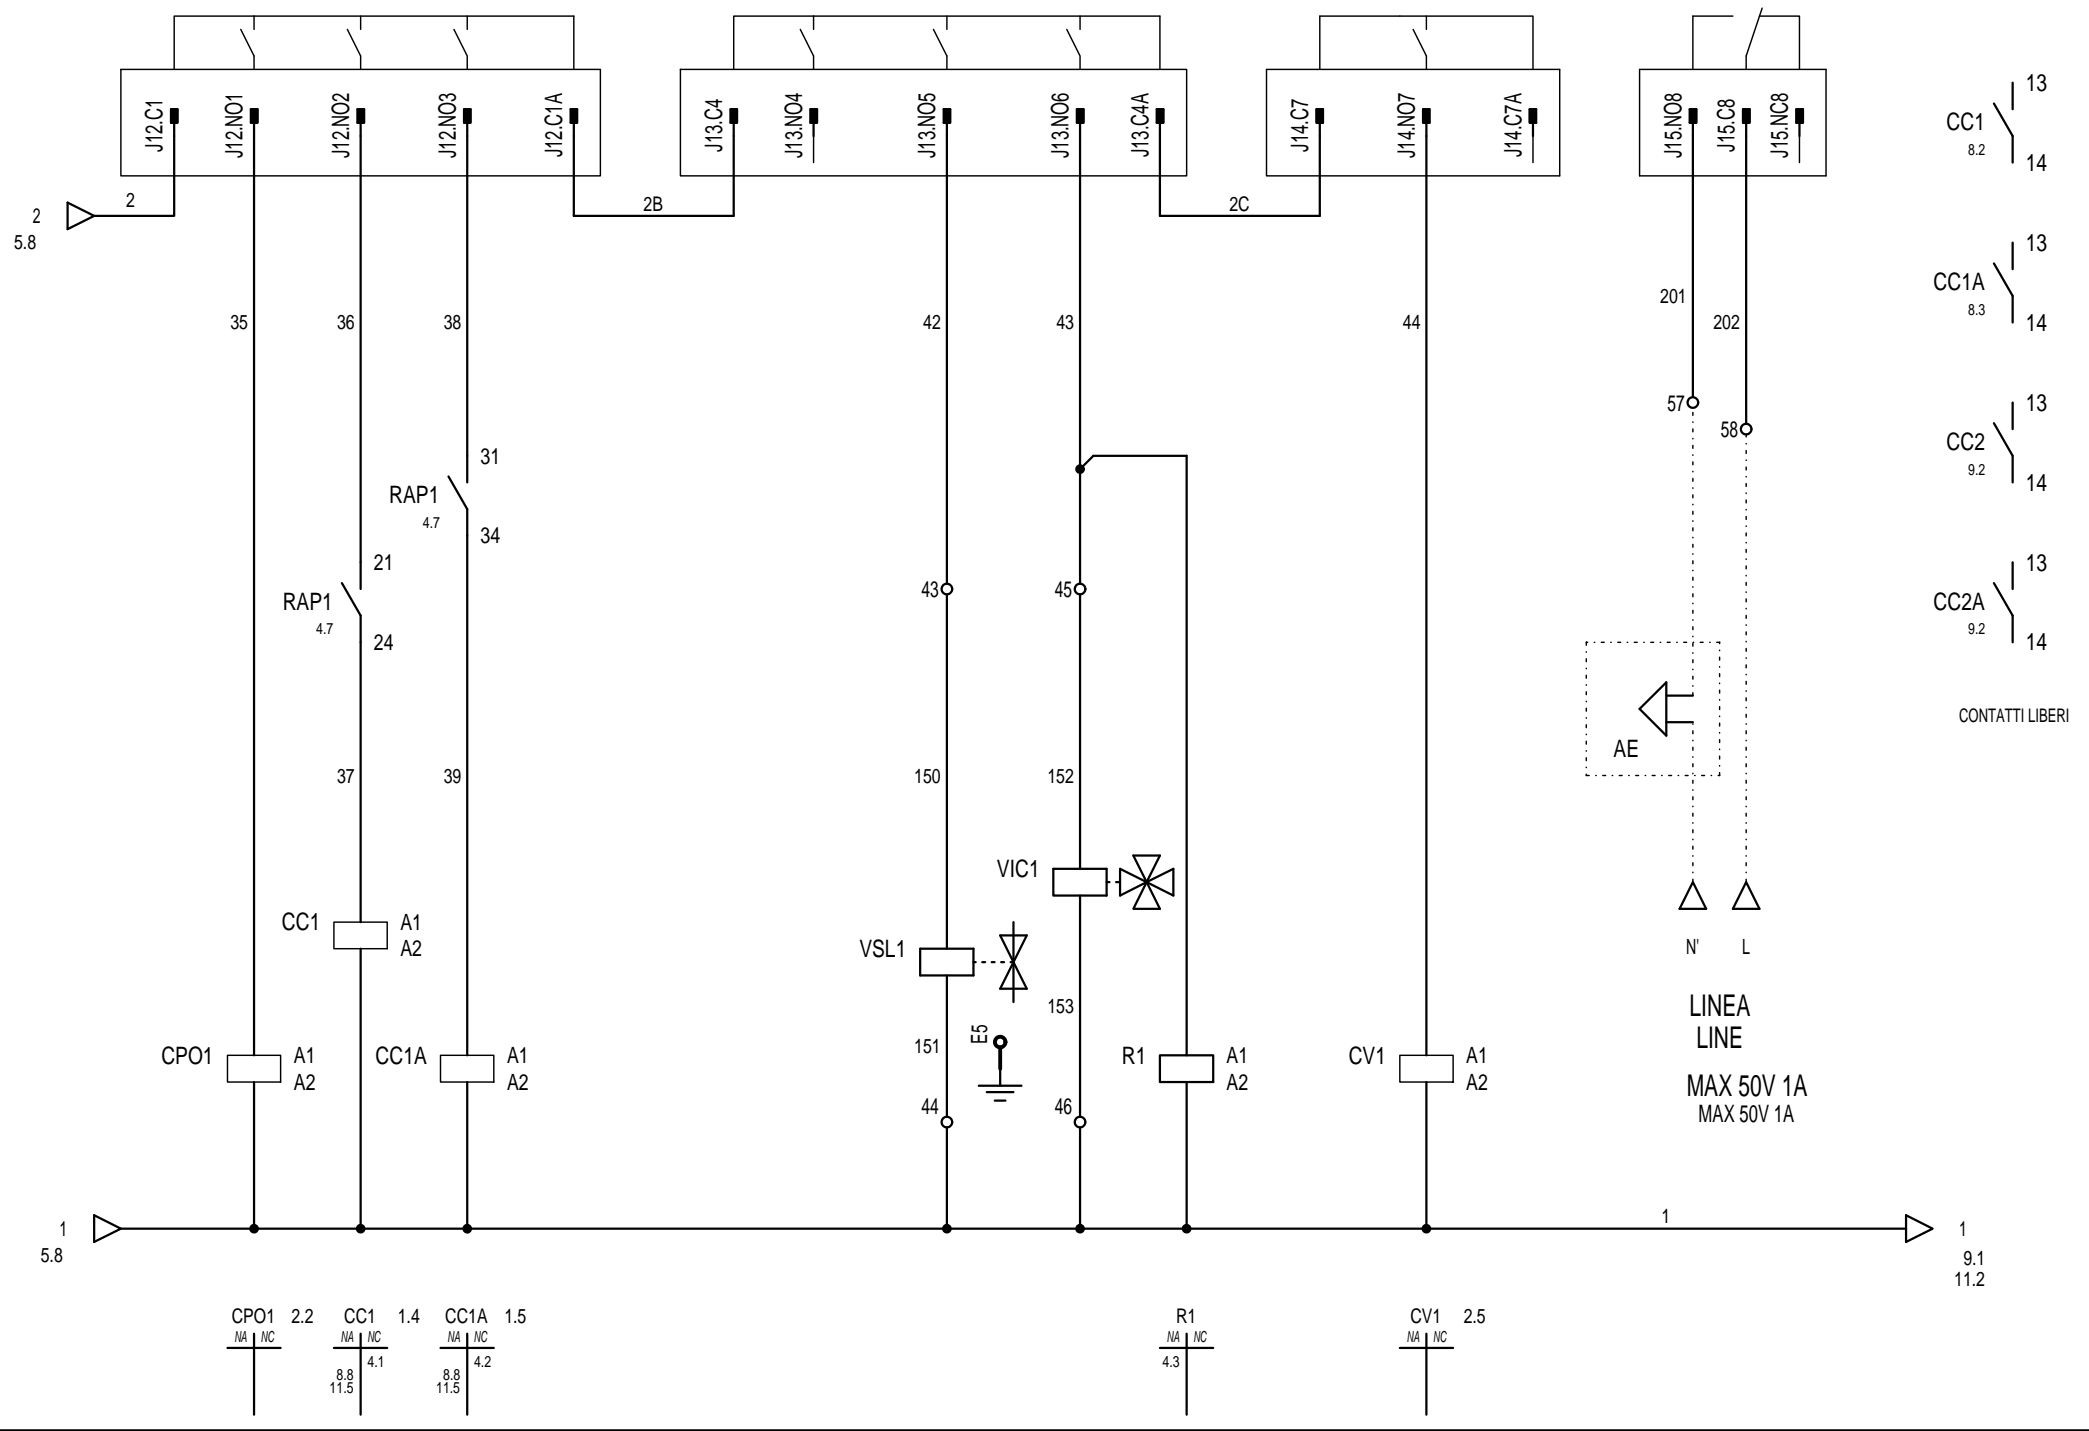 J12.C1
J12.NO1
J12.NO2
J12.NO3
J12.C1A
J13.C4
J13.NO4
J13.NO5
J13.NO6
J13.C4A
J14.C7
J14.NO7
J14.C7A
J15.NO8
J15.C8
J15.NC8
2
5.8
2
2B
2C
35
36
38
42
43
44
201
202
57
58
31
RAP1
4.7
34
21
RAP1
4.7
24
43
45
37
39
150
152
AE
CC1
A1
A2
VIC1
VSL1
153
151
E5
CPO1
A1
A2
CC1A
A1
A2
R1
A1
A2
CV1
A1
A2
44
46
N'
L
LINEA
LINE
MAX 50V 1A
MAX 50V 1A
13
CC1
8.2
14
13
CC1A
8.3
14
13
CC2
9.2
14
13
CC2A
9.2
14
CONTATTI LIBERI
1
5.8
1
1
9.1
11.2
CPO1 2.2
NA NC
CC1 1.4
NA NC
4.1
8.8
11.5
CC1A 1.5
NA NC
4.2
8.8
11.5
R1
NA NC
4.3
CV1 2.5
NA NC